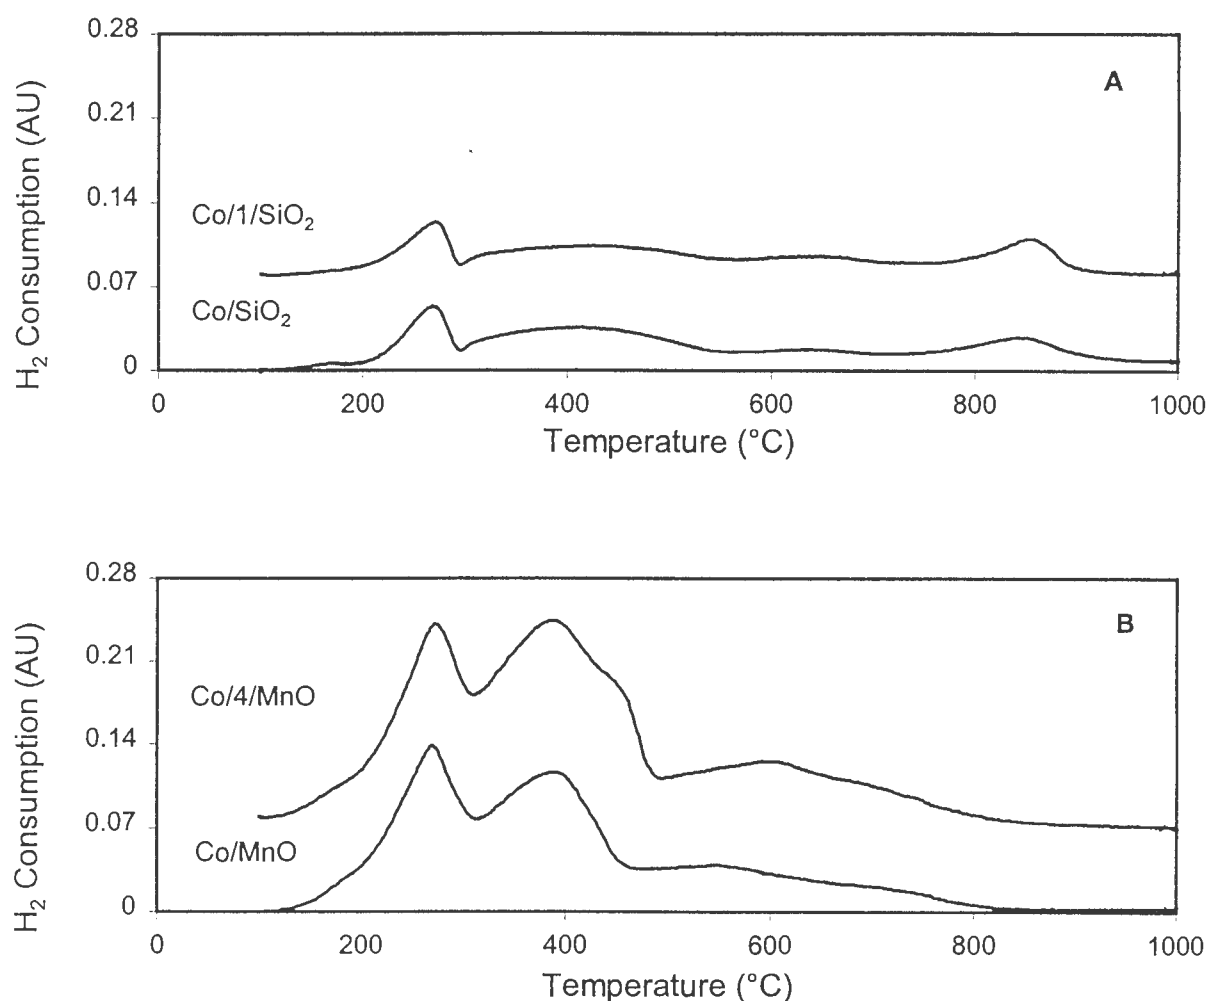 0.28
A
0.21
H₂ Consumption (AU)
0.14
Co/1/SiO₂
0.07
Co/SiO₂
0
0 200 400 600 800 1000
Temperature (°C)
0.28
B
0.21
H₂ Consumption (AU)
Co/4/MnO
0.14
0.07
Co/MnO
0
0 200 400 600 800 1000
Temperature (°C)